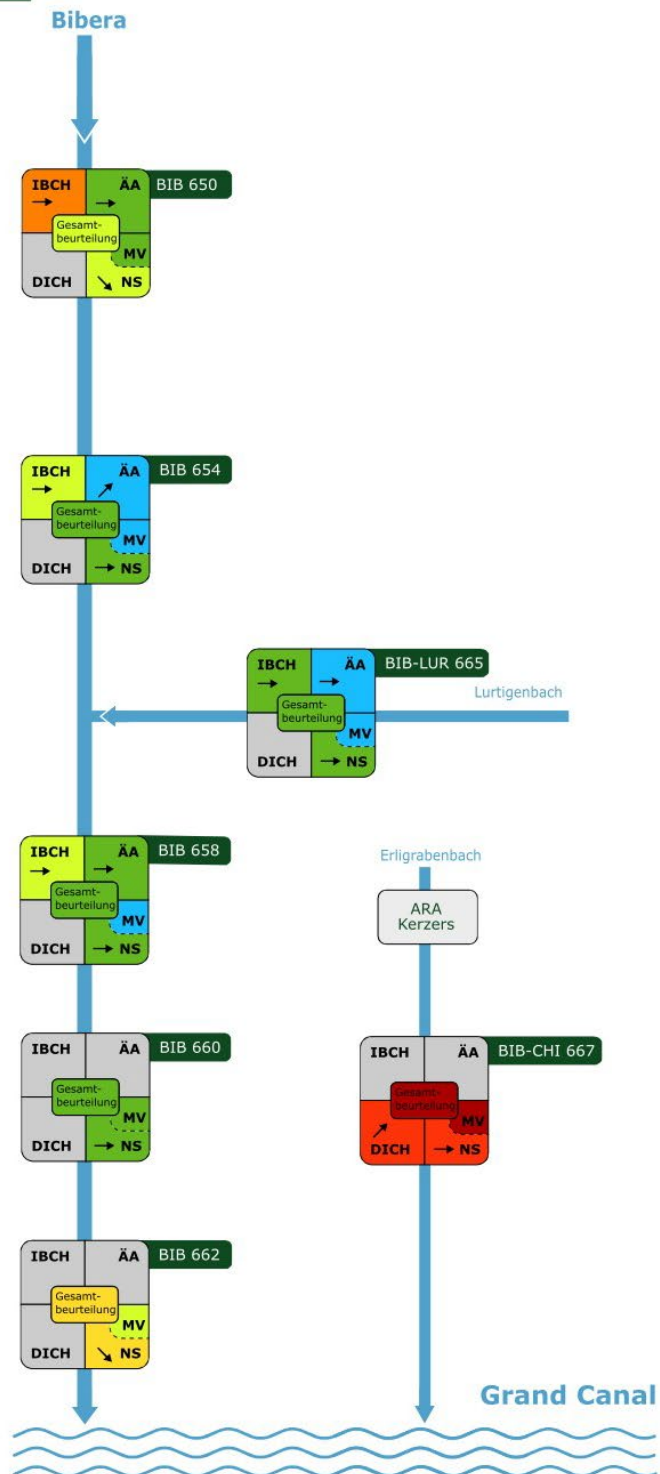 Bibera
BIB 650
IBCH
ÄA
Gesamt-
beurteilung
MV
DICH
NS
BIB 654
IBCH
ÄA
Gesamt-
beurteilung
MV
DICH
NS
BIB-LUR 665
IBCH
ÄA
Lurtigenbach
Gesamt-
beurteilung
MV
DICH
NS
BIB 658
IBCH
ÄA
Gesamt-
beurteilung
MV
DICH
NS
Erligrabenbach
ARA
Kerzers
BIB 660
IBCH
ÄA
Gesamt-
beurteilung
MV
DICH
NS
BIB-CHI 667
IBCH
ÄA
Gesamt-
beurteilung
MV
DICH
NS
BIB 662
IBCH
ÄA
Gesamt-
beurteilung
MV
DICH
NS
Grand Canal